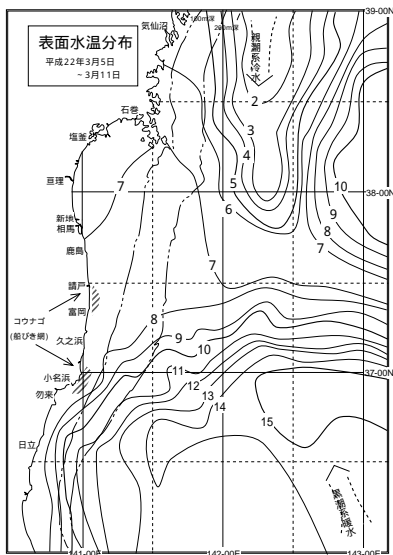 39-00N
気仙沼
100m深
200m深
親潮系冷水
表面水温分布
平成22年3月5日
~3月11日
2
石巻
3
塩釜
4
亘理
7
5
10
38-00N
6
9
新地
8
相馬
7
鹿島
7
請戸
コウナゴ
富岡
8
(船びき網)
9
久之浜
10
11
37-00N
小名浜
12
勿来
13
14
15
日立
黒潮系暖水
141-00E
142-00E
143-00E